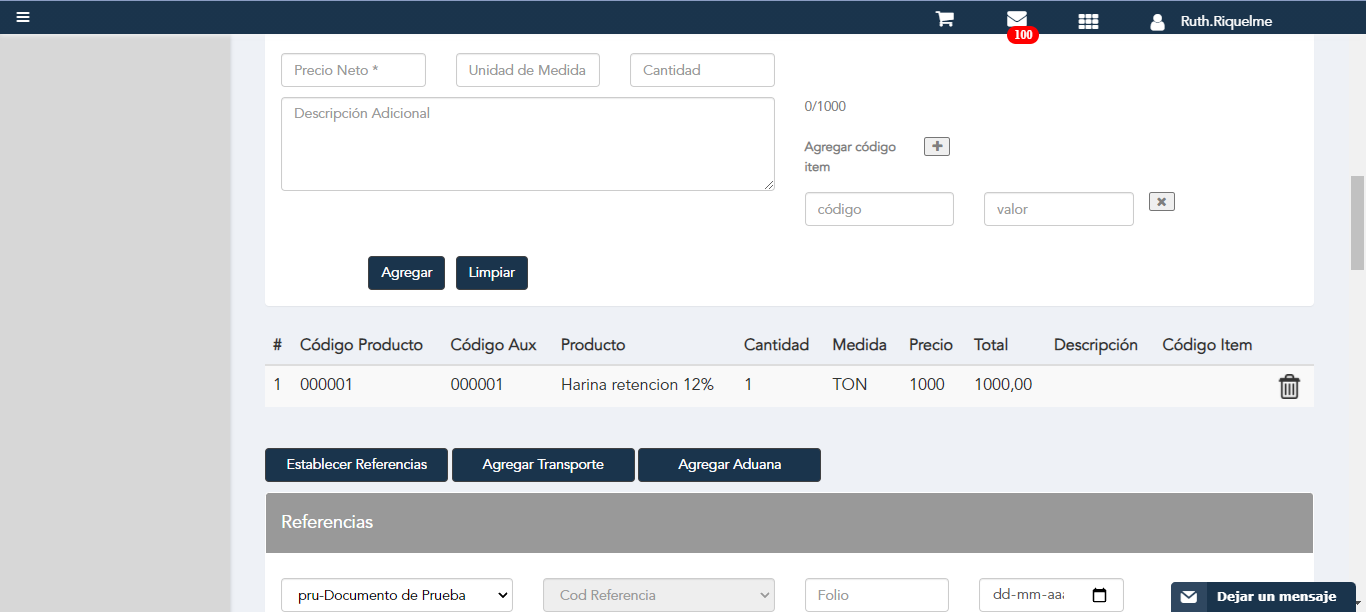 Ruth.Riquelme
100
Precio Neto * Unidad de Medida Cantidad
Descripción Adicional
0/1000
Agregar código
item
código valor
Agregar Limpiar
# Código Producto Código Aux Producto Cantidad Medida Precio Total Descripción Código Item
1 000001 000001 Harina retencion 12% 1 TON 1000 1000,00
Establecer Referencias Agregar Transporte Agregar Aduana
Referencias
pru-Documento de Prueba Cod Referencia Folio dd-mm-aaa
Dejar un mensaje